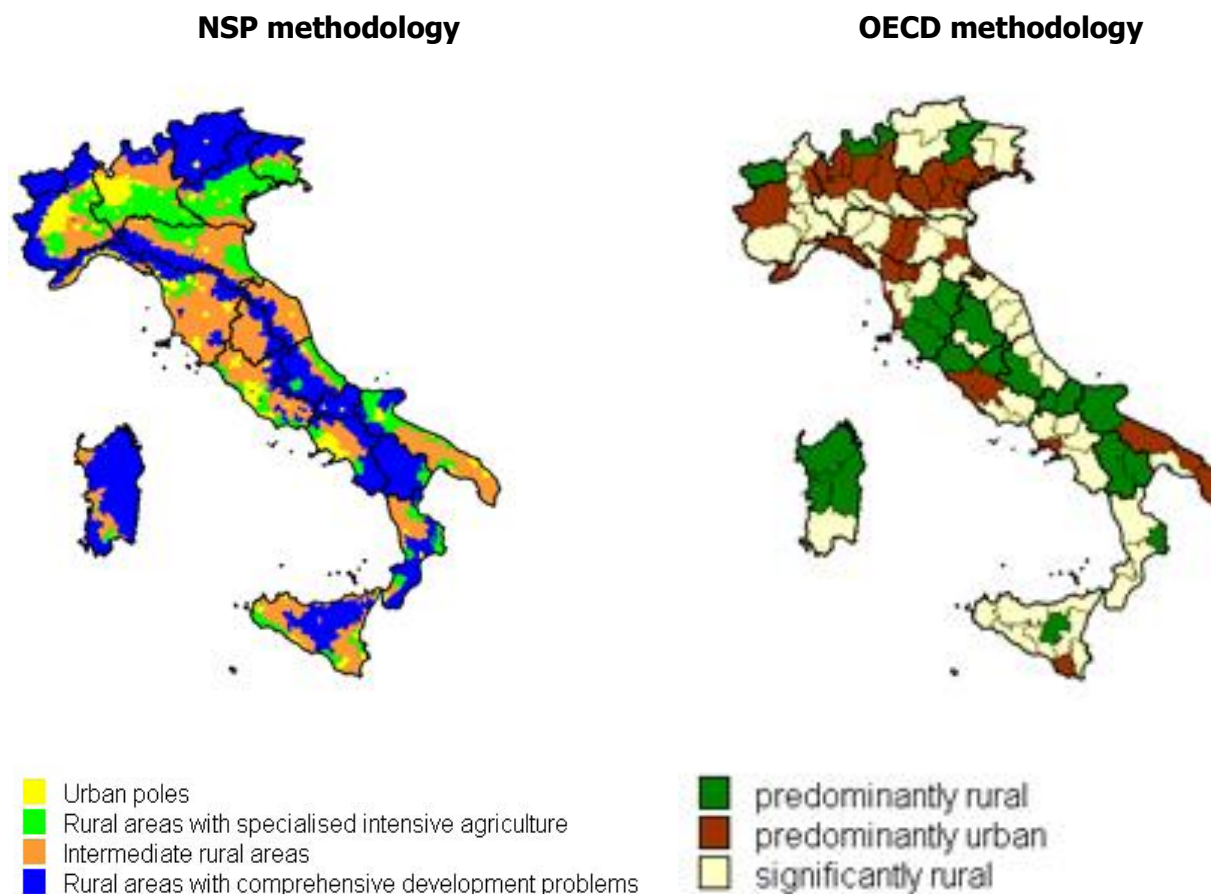 NSP methodology
OECD methodology
Urban poles
Rural areas with specialised intensive agriculture
Intermediate rural areas
Rural areas with comprehensive development problems
predominantly rural
predominantly urban
significantly rural